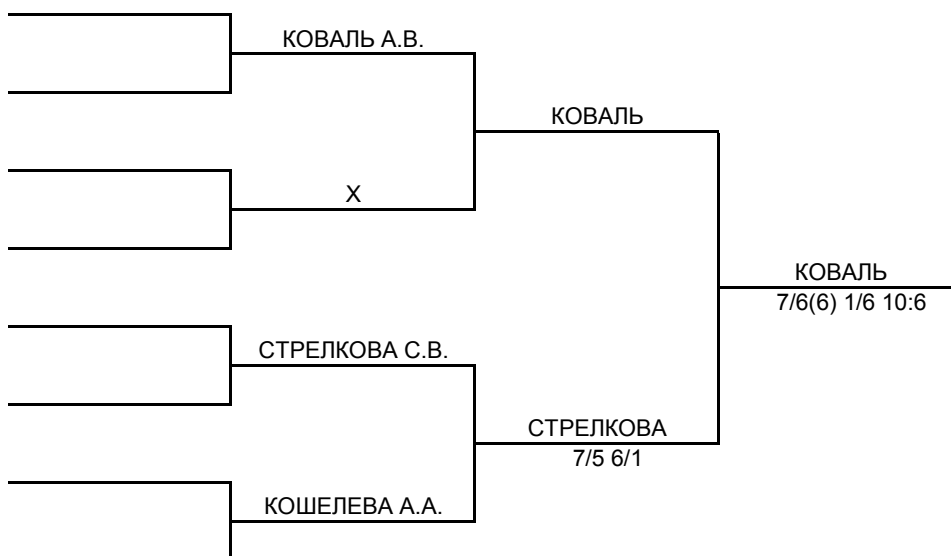 КОВАЛЬ А.В.
КОВАЛЬ
Х
КОВАЛЬ
7/6(6) 1/6 10:6
СТРЕЛКОВА С.В.
СТРЕЛКОВА
7/5 6/1
КОШЕЛЕВА А.А.